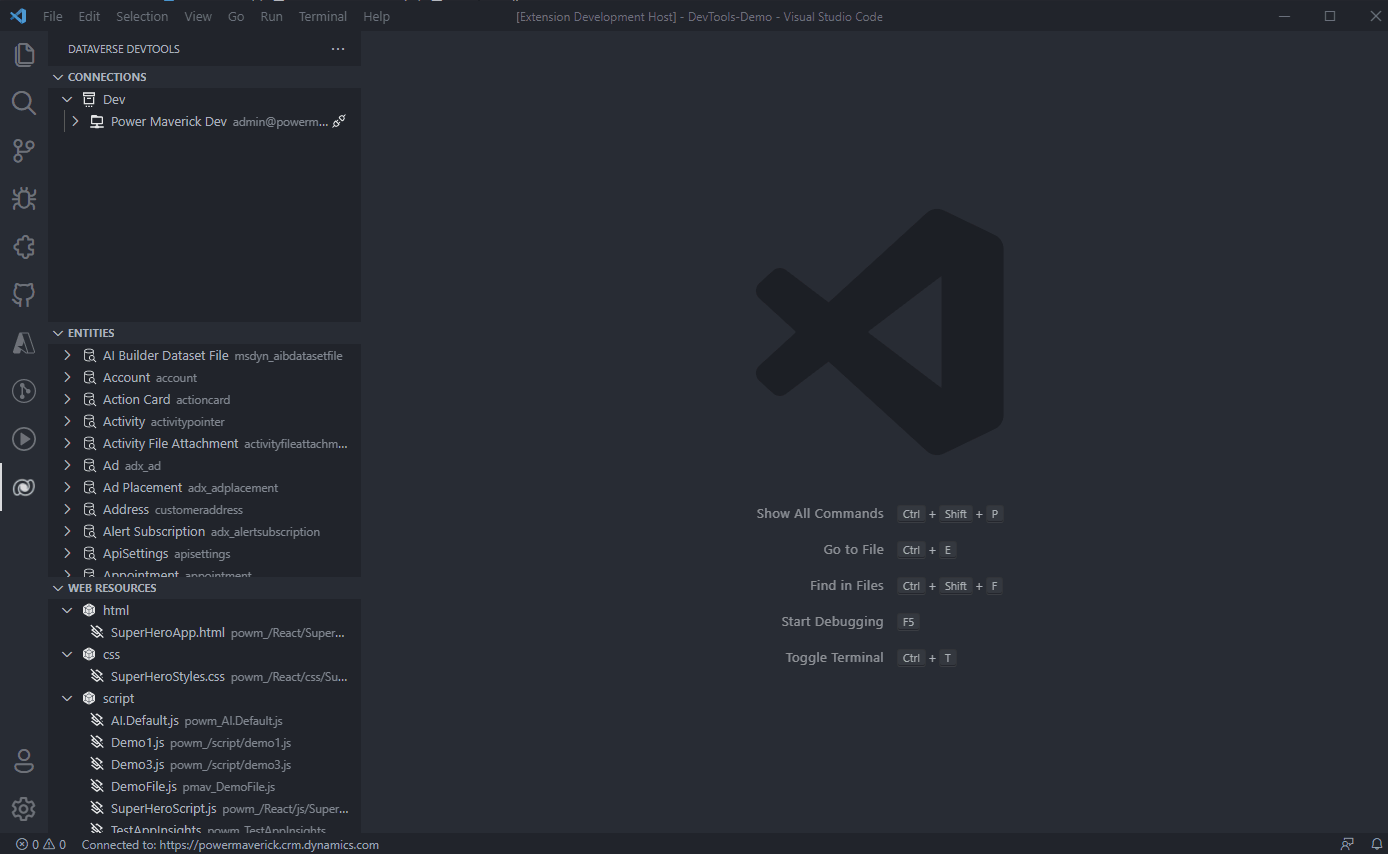 File Edit Selection View Go Run Terminal Help [Extension Development Host] - DevTools-Demo - Visual Studio Code
DATAVERSE DEVTOOLS ...
CONNECTIONS
Dev
Power Maverick Dev admin@powerm...
ENTITIES
AI Builder Dataset File msdyn_aibdatasetfile
Account account
Action Card actioncard
Activity activitypointer
Activity File Attachment activityfileattachm...
Ad adx_ad
Ad Placement adx_adplacement
Address customeraddress
Alert Subscription adx_alertsubscription
ApiSettings apisettings
Appointment appointment
WEB RESOURCES
html
SuperHeroApp.html powm_/React/Super...
css
SuperHeroStyles.css powm_/React/css/Su...
script
AI.Default.js powm_AI.Default.js
Demo1.js powm_/script/demo1.js
Demo3.js powm_/script/demo3.js
DemoFile.js pmav_DemoFile.js
SuperHeroScript.js powm_/React/js/Super...
TestAppInsights powm_TestAppInsights
Show All Commands Ctrl + Shift + P
Go to File Ctrl + E
Find in Files Ctrl + Shift + F
Start Debugging F5
Toggle Terminal Ctrl + T
0 0 Connected to: https://powermaverick.crm.dynamics.com